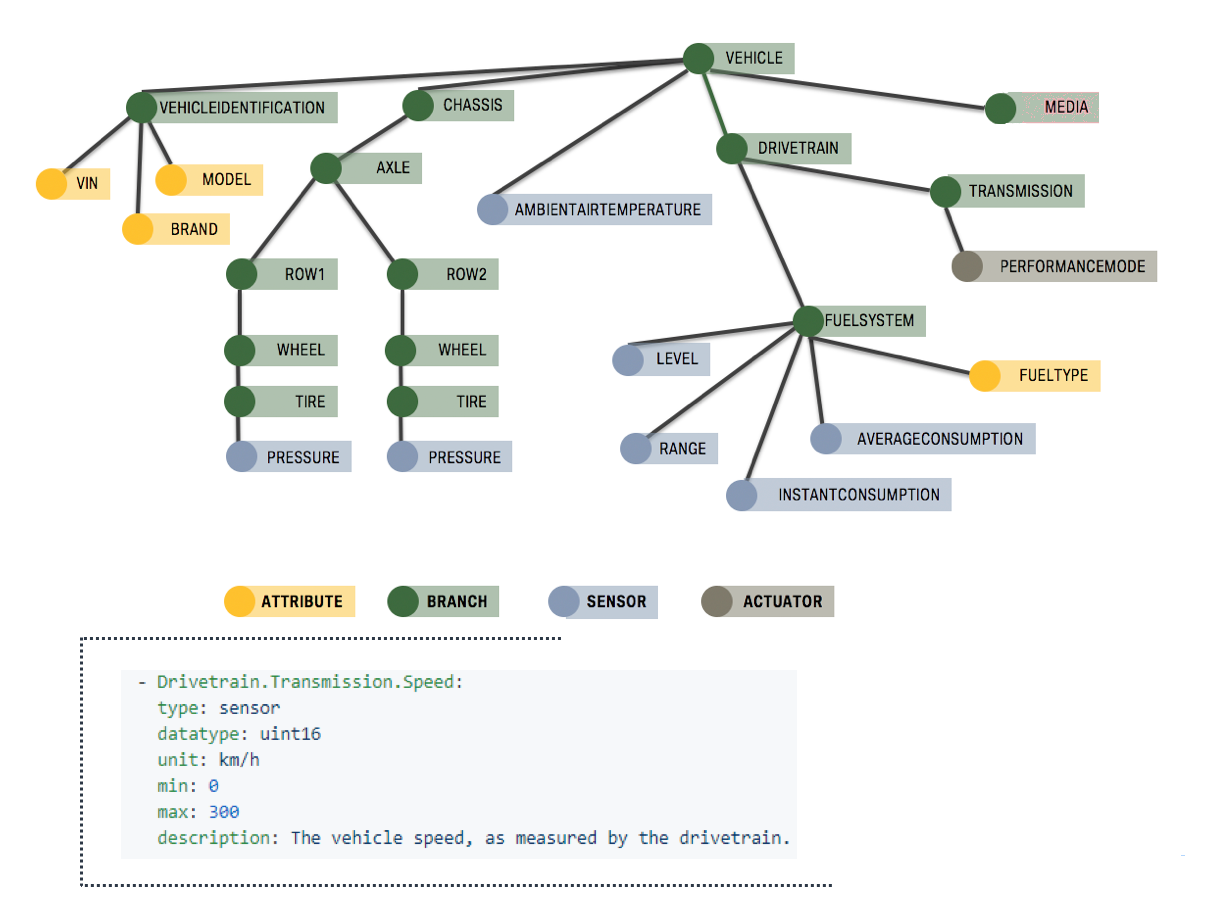 VEHICLE
VEHICLEIDENTIFICATION
CHASSIS
MEDIA
DRIVETRAIN
AXLE
VIN
MODEL
TRANSMISSION
AMBIENTAIRTEMPERATURE
BRAND
ROW1
ROW2
PERFORMANCEMODE
FUELSYSTEM
WHEEL
WHEEL
LEVEL
FUELTYPE
TIRE
TIRE
AVERAGECONSUMPTION
RANGE
PRESSURE
PRESSURE
INSTANTCONSUMPTION
ATTRIBUTE
BRANCH
SENSOR
ACTUATOR
- Drivetrain.Transmission.Speed:
type: sensor
datatype: uint16
unit: km/h
min: 0
max: 300
description: The vehicle speed, as measured by the drivetrain.